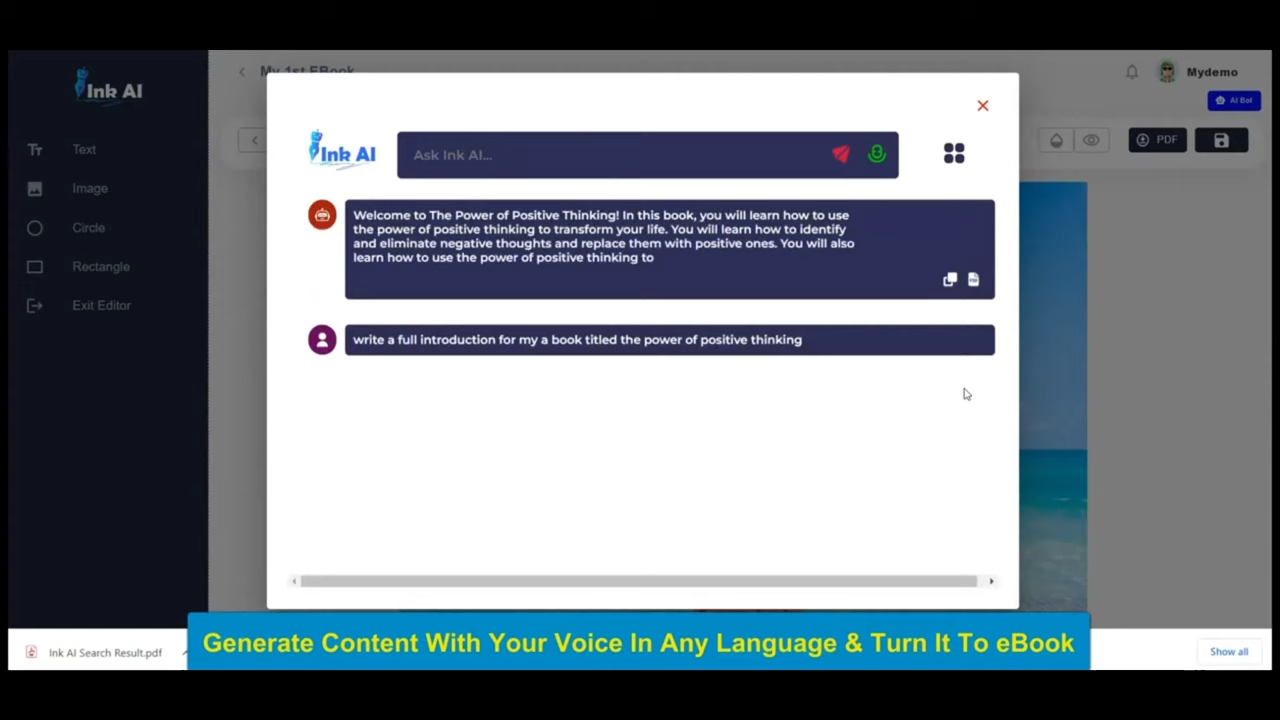 Ink AI
My 1st EBook
Mydemo
AI Bot
Text
Image
Circle
Rectangle
Exit Editor
PDF
Ink AI
Ask Ink AI...
Welcome to The Power of Positive Thinking! In this book, you will learn how to use
the power of positive thinking to transform your life. You will learn how to identify
and eliminate negative thoughts and replace them with positive ones. You will also
learn how to use the power of positive thinking to
write a full introduction for my a book titled the power of positive thinking
Generate Content With Your Voice In Any Language & Turn It To eBook
Ink AI Search Result.pdf
Show all